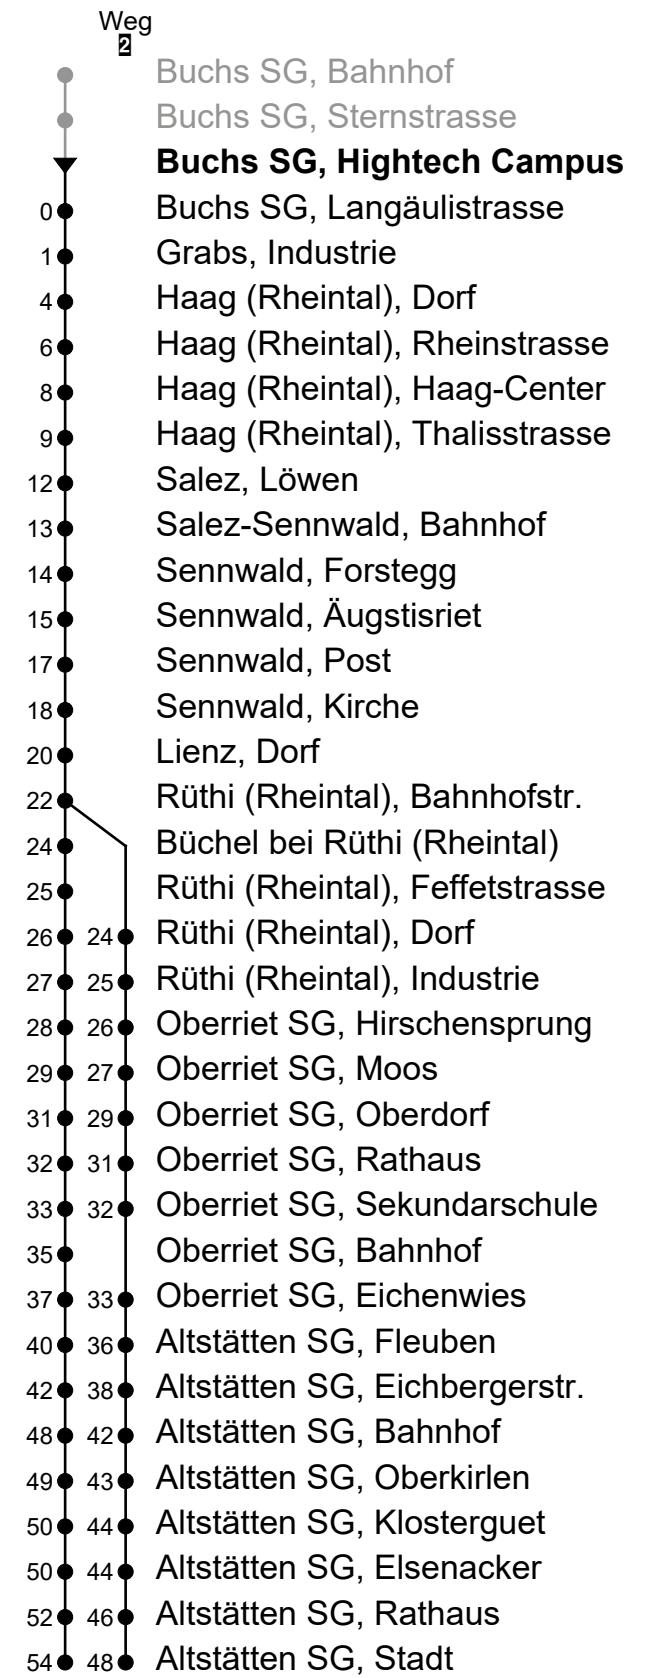 Weg
2
Buchs SG, Bahnhof
Buchs SG, Sternstrasse
Buchs SG, Hightech Campus
0 Buchs SG, Langäulistrasse
1 Grabs, Industrie
4 Haag (Rheintal), Dorf
6 Haag (Rheintal), Rheinstrasse
8 Haag (Rheintal), Haag-Center
9 Haag (Rheintal), Thalisstrasse
12 Salez, Löwen
13 Salez-Sennwald, Bahnhof
14 Sennwald, Forstegg
15 Sennwald, Äugstisriet
17 Sennwald, Post
18 Sennwald, Kirche
20 Lienz, Dorf
22 Rüthi (Rheintal), Bahnhofstr.
24 Büchel bei Rüthi (Rheintal)
25 Rüthi (Rheintal), Feffetstrasse
26 24 Rüthi (Rheintal), Dorf
27 25 Rüthi (Rheintal), Industrie
28 26 Oberriet SG, Hirschensprung
29 27 Oberriet SG, Moos
31 29 Oberriet SG, Oberdorf
32 31 Oberriet SG, Rathaus
33 32 Oberriet SG, Sekundarschule
35 Oberriet SG, Bahnhof
37 33 Oberriet SG, Eichenwies
40 36 Altstätten SG, Fleuben
42 38 Altstätten SG, Eichbergerstr.
48 42 Altstätten SG, Bahnhof
49 43 Altstätten SG, Oberkirlen
50 44 Altstätten SG, Klosterguet
50 44 Altstätten SG, Elsenacker
52 46 Altstätten SG, Rathaus
54 48 Altstätten SG, Stadt